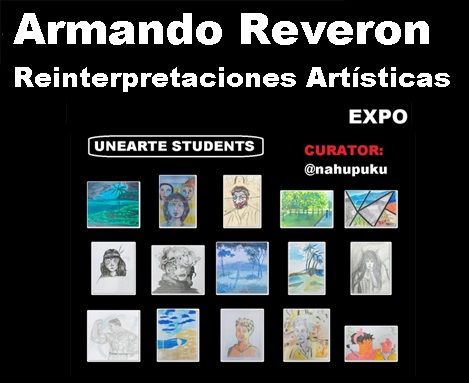 Armando Reveron
Reinterpretaciones Artísticas
EXPO
UNEARTE STUDENTS
CURATOR:
@nahupuku